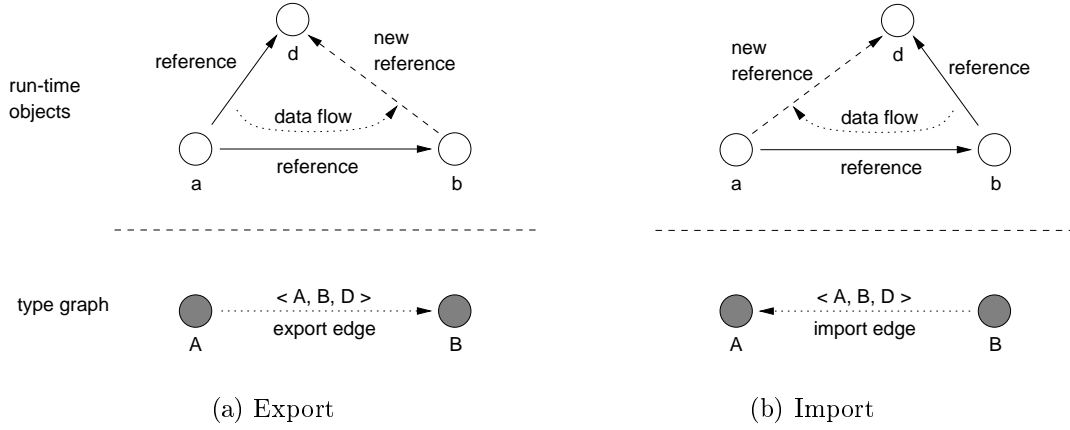 run-time
objects
d
reference
new
reference
data flow
a
reference
b
type graph
< A, B, D >
export edge
A
B
(a) Export
d
new
reference
reference
data flow
a
reference
b
< A, B, D >
import edge
A
B
(b) Import